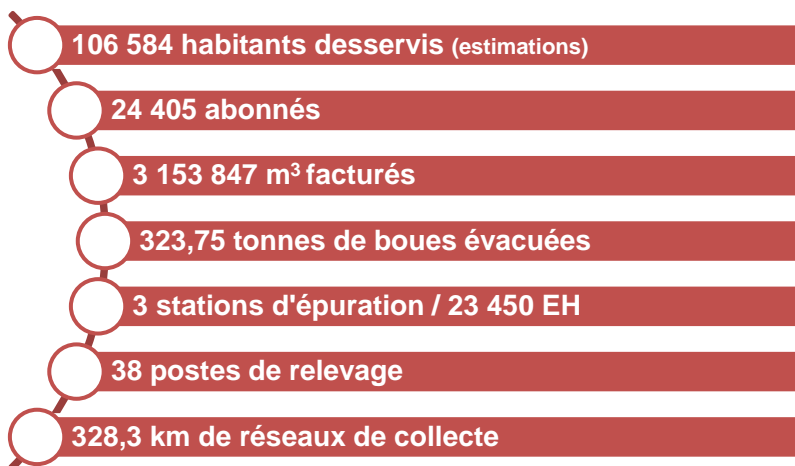 106 584 habitants desservis (estimations)
24 405 abonnés
3 153 847 m³ facturés
323,75 tonnes de boues évacuées
3 stations d'épuration / 23 450 EH
38 postes de relevage
328,3 km de réseaux de collecte